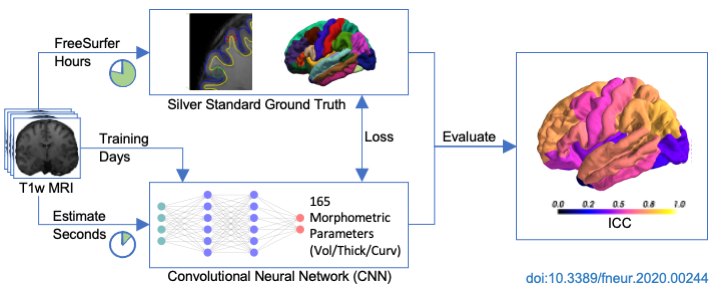 FreeSurfer
Hours
Silver Standard Ground Truth
Training
Days
Loss
Evaluate
T1w MRI
Estimate
Seconds
165
Morphometric
Parameters
(Vol/Thick/Curv)
Convolutional Neural Network (CNN)
0.0 0.2 0.5 0.8 1.0
ICC
doi:10.3389/fneur.2020.00244